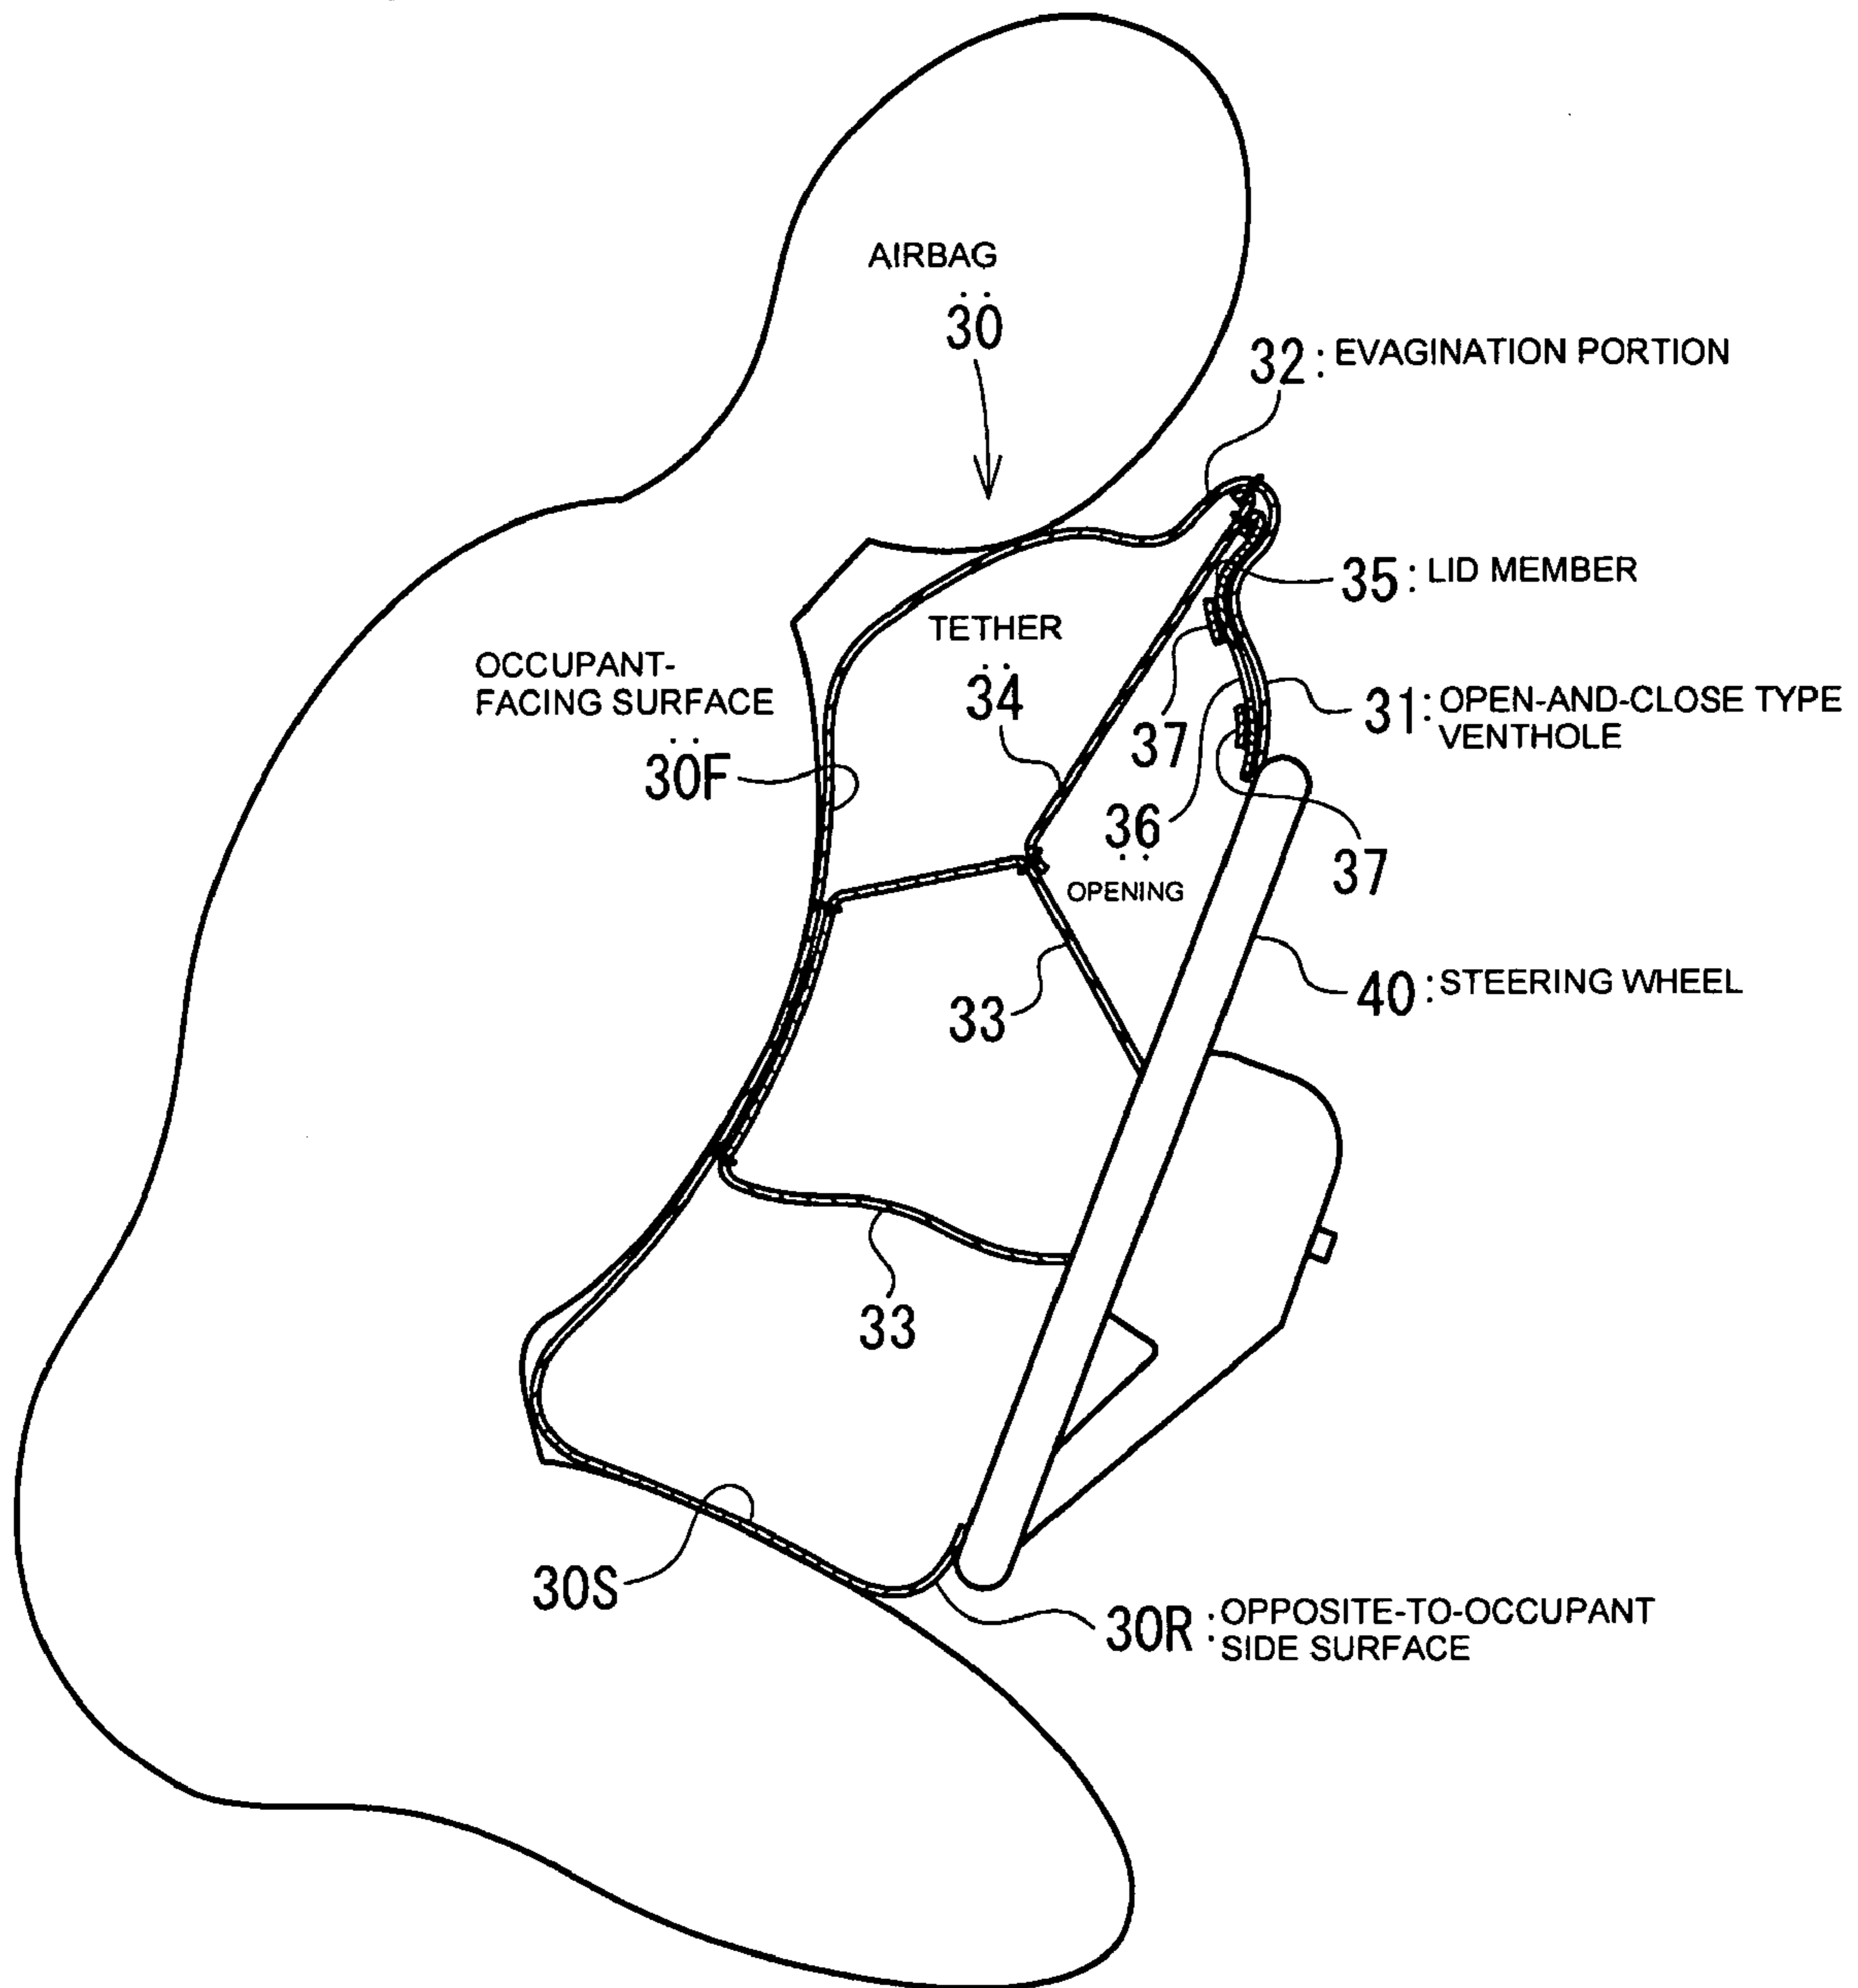 AIRBAG
30
32: EVAGINATION PORTION
35: LID MEMBER
TETHER
34
OCCUPANT-
FACING SURFACE
30F
37
31: OPEN-AND-CLOSE TYPE
VENTHOLE
36
OPENING
37
33
40: STEERING WHEEL
33
30S
30R: OPPOSITE-TO-OCCUPANT
SIDE SURFACE